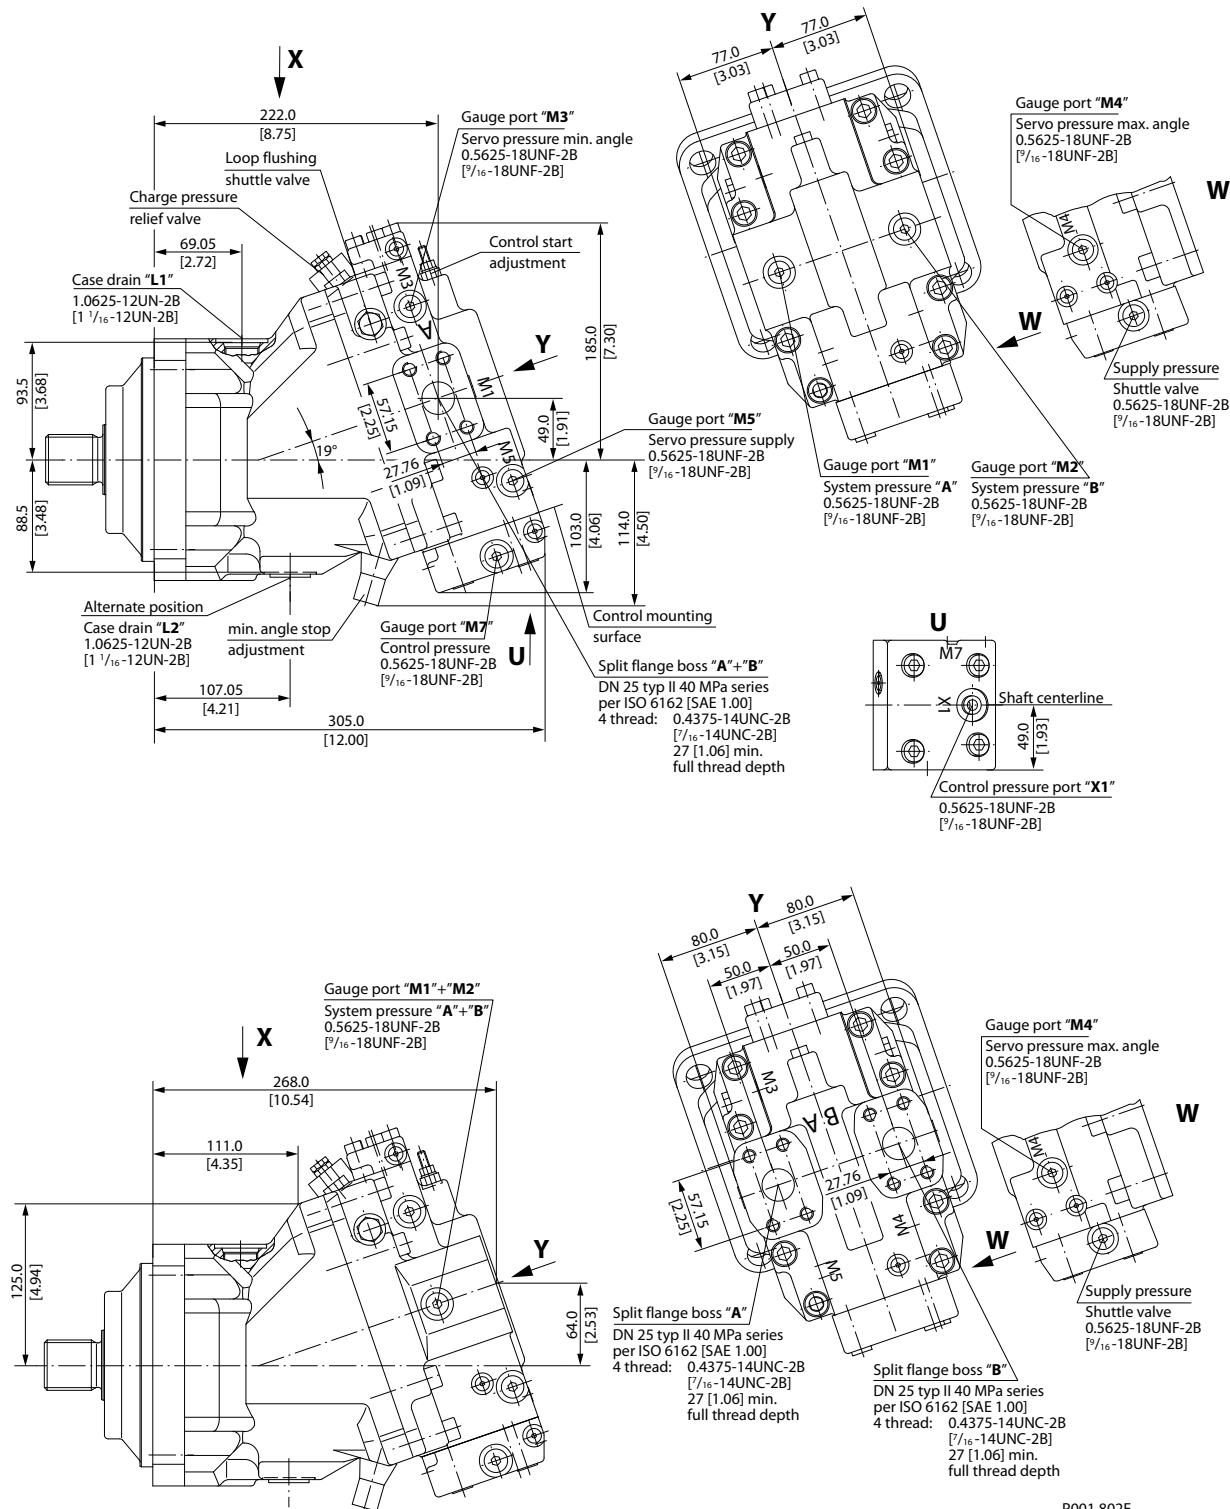 X
222.0
[8.75]
Loop flushing
shuttle valve
Charge pressure
relief valve
69.05
[2.72]
Case drain "L1"
1.0625-12UN-2B
[1 1/16-12UN-2B]
Gauge port "M3"
Servo pressure min. angle
0.5625-18UNF-2B
[9/16-18UNF-2B]
Control start
adjustment
M3
A
M1
M5
Y
185.0
[7.30]
93.5
[3.68]
88.5
[3.48]
57.15
[2.25]
19°
27.76
[1.09]
49.0
[1.91]
Gauge port "M5"
Servo pressure supply
0.5625-18UNF-2B
[9/16-18UNF-2B]
103.0
[4.06]
114.0
[4.50]
Alternate position
Case drain "L2"
1.0625-12UN-2B
[1 1/16-12UN-2B]
min. angle stop
adjustment
Gauge port "M7"
Control pressure
0.5625-18UNF-2B
[9/16-18UNF-2B]
U
Control mounting
surface
107.05
[4.21]
305.0
[12.00]
Split flange boss "A"+"B"
DN 25 typ II 40 MPa series
per ISO 6162 [SAE 1.00]
4 thread: 0.4375-14UNC-2B
[7/16-14UNC-2B]
27 [1.06] min.
full thread depth
Y
77.0
[3.03]
77.0
[3.03]
W
Gauge port "M1"
System pressure "A"
0.5625-18UNF-2B
[9/16-18UNF-2B]
Gauge port "M2"
System pressure "B"
0.5625-18UNF-2B
[9/16-18UNF-2B]
Gauge port "M4"
Servo pressure max. angle
0.5625-18UNF-2B
[9/16-18UNF-2B]
W
M4
Supply pressure
Shuttle valve
0.5625-18UNF-2B
[9/16-18UNF-2B]
U
M7
X1
Shaft centerline
49.0
[1.93]
Control pressure port "X1"
0.5625-18UNF-2B
[9/16-18UNF-2B]
Gauge port "M1"+"M2"
System pressure "A"+"B"
0.5625-18UNF-2B
[9/16-18UNF-2B]
X
268.0
[10.54]
111.0
[4.35]
125.0
[4.94]
Y
64.0
[2.53]
Y
80.0
[3.15]
80.0
[3.15]
50.0
[1.97]
50.0
[1.97]
M3
B A
27.76
[1.09]
57.15
[2.25]
M4
M5
W
Split flange boss "A"
DN 25 typ II 40 MPa series
per ISO 6162 [SAE 1.00]
4 thread: 0.4375-14UNC-2B
[7/16-14UNC-2B]
27 [1.06] min.
full thread depth
Split flange boss "B"
DN 25 typ II 40 MPa series
per ISO 6162 [SAE 1.00]
4 thread: 0.4375-14UNC-2B
[7/16-14UNC-2B]
27 [1.06] min.
full thread depth
Gauge port "M4"
Servo pressure max. angle
0.5625-18UNF-2B
[9/16-18UNF-2B]
W
M4
Supply pressure
Shuttle valve
0.5625-18UNF-2B
[9/16-18UNF-2B]